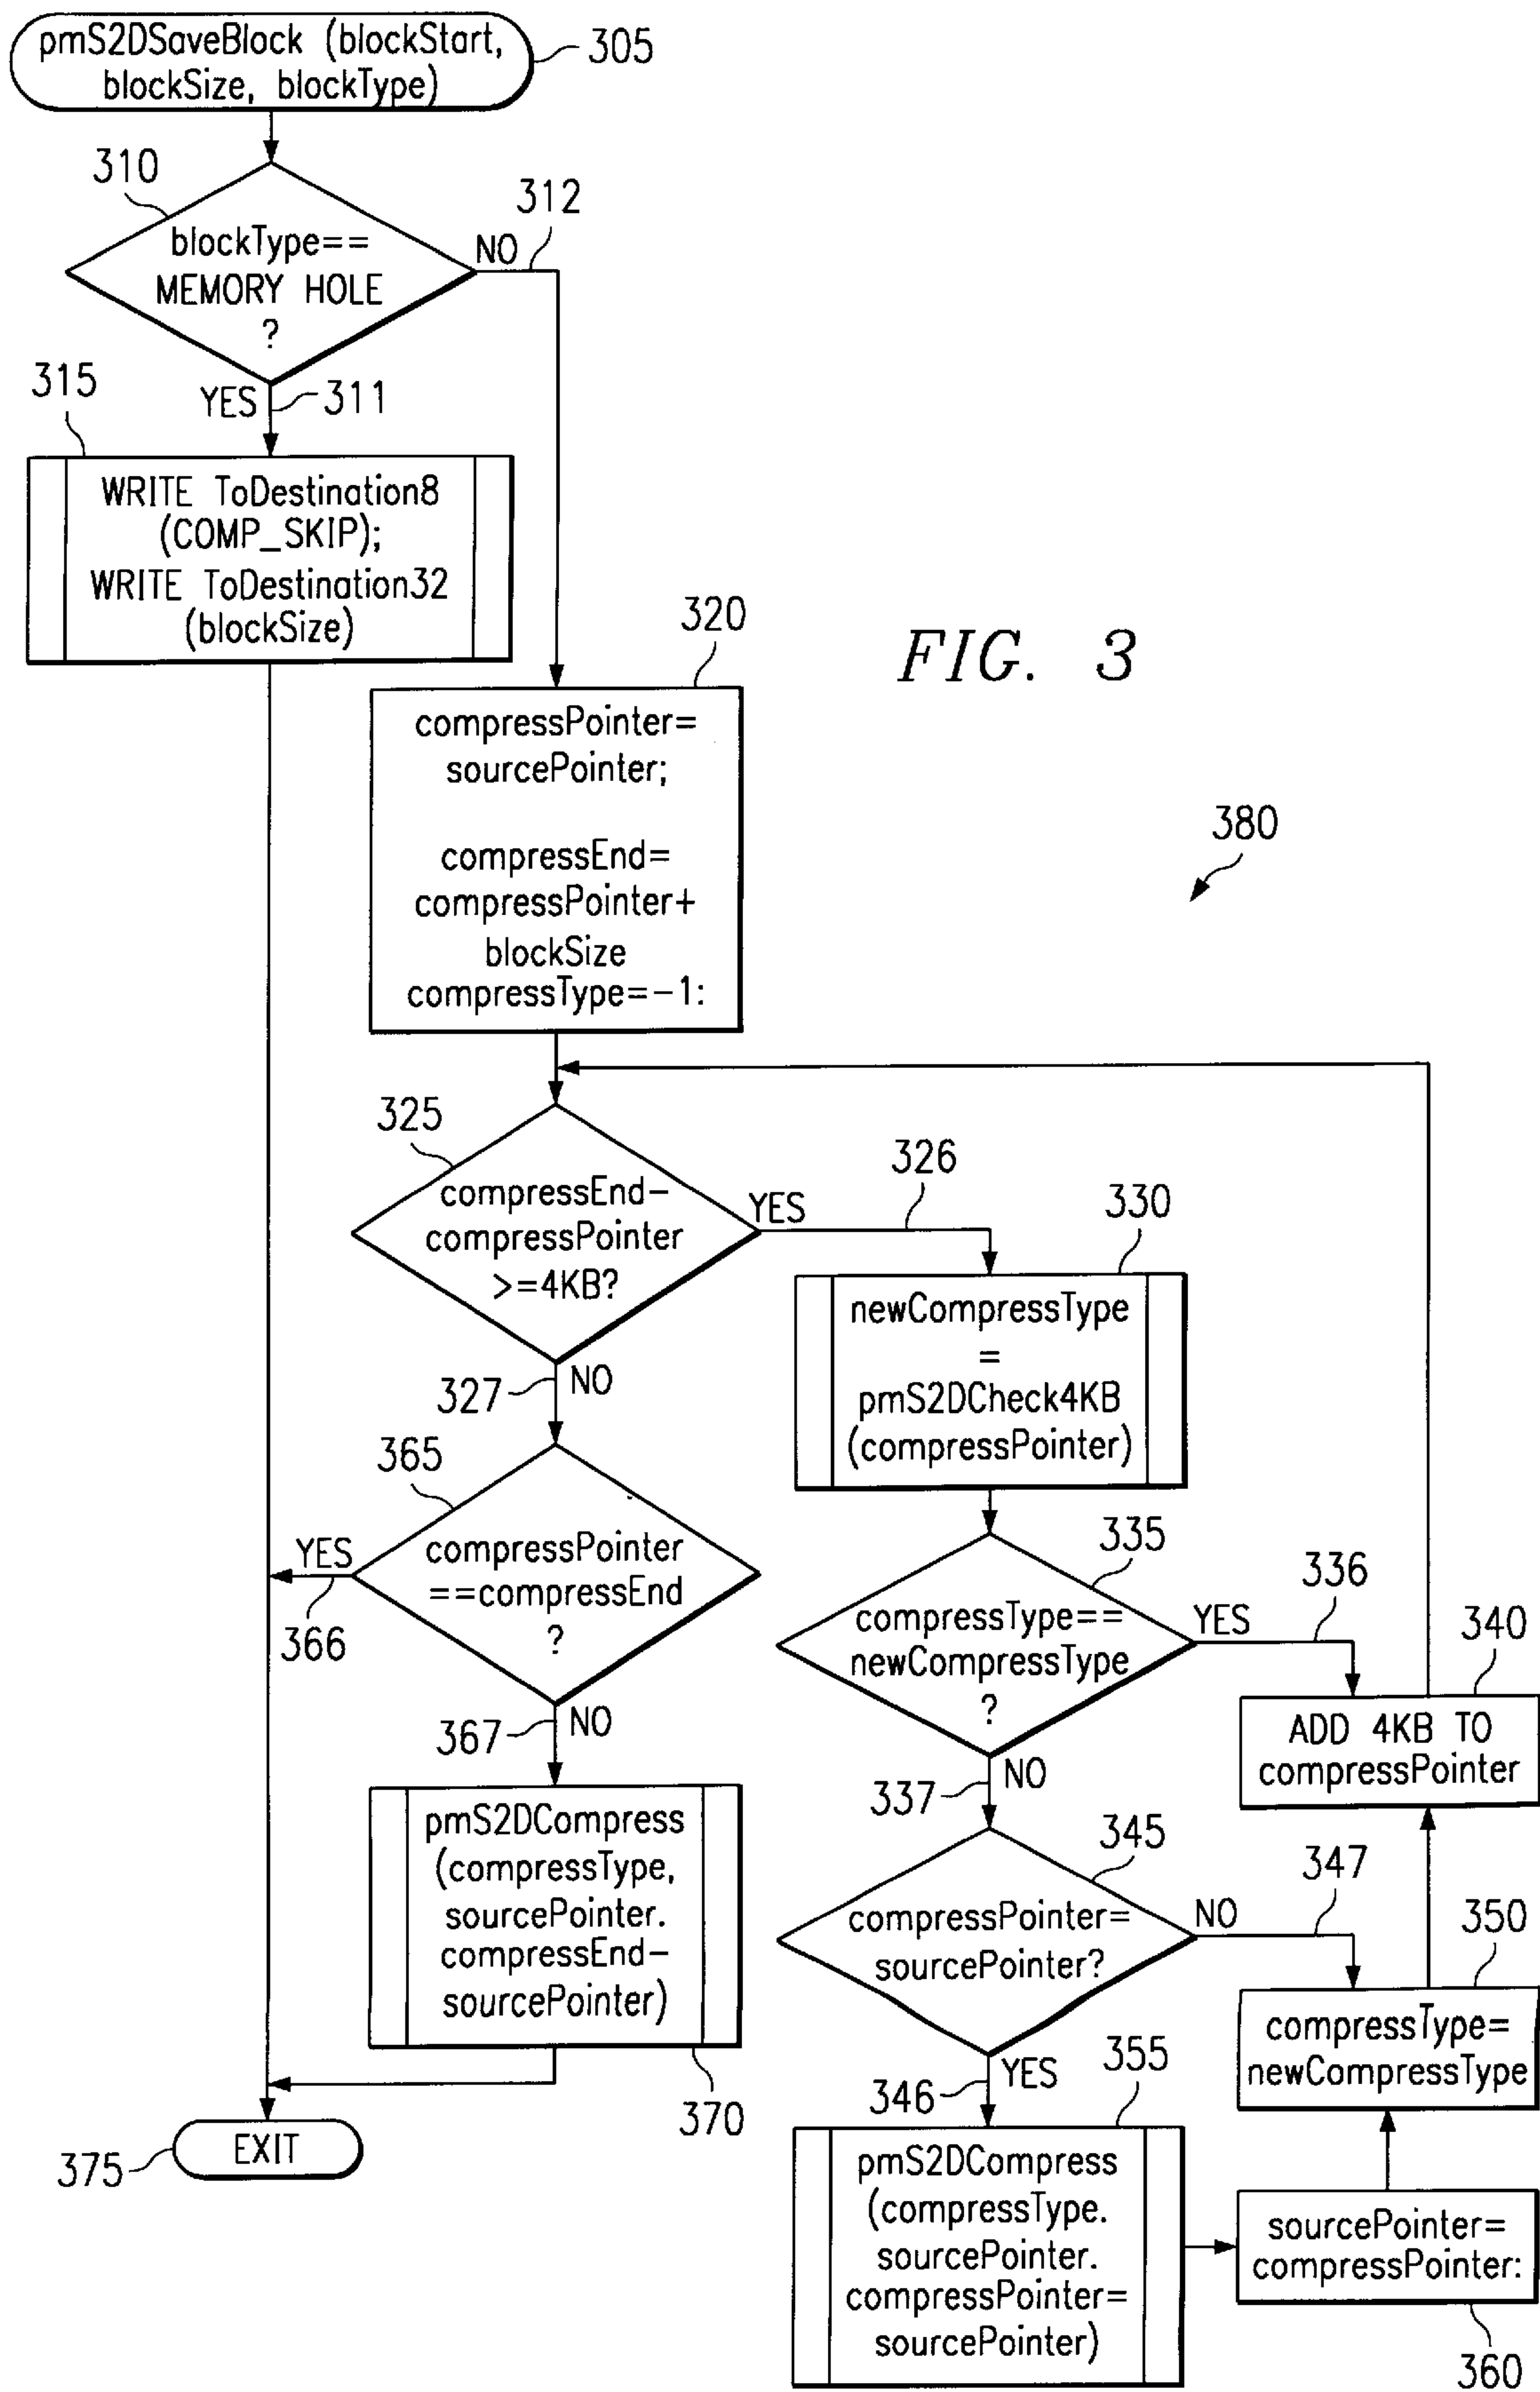 pmS2DSaveBlock (blockStart,
blockSize, blockType)
305
310
312
blockType==
MEMORY HOLE
?
NO
YES
311
315
WRITE ToDestination8
(COMP_SKIP);
WRITE ToDestination32
(blockSize)
320
FIG. 3
compressPointer=
sourcePointer;
compressEnd=
compressPointer+
blockSize
compressType=-1:
380
325
compressEnd-
compressPointer
>=4KB?
YES
326
330
newCompressType
=
pmS2DCheck4KB
(compressPointer)
327
NO
365
compressPointer
==compressEnd
?
YES
366
335
compressType==
newCompressType
?
YES
336
340
ADD 4KB TO
compressPointer
367
NO
337
NO
pmS2DCompress
(compressType,
sourcePointer.
compressEnd-
sourcePointer)
370
345
compressPointer=
sourcePointer?
NO
347
350
compressType=
newCompressType
346
YES
355
EXIT
375
pmS2DCompress
(compressType.
sourcePointer.
compressPointer=
sourcePointer)
sourcePointer=
compressPointer:
360